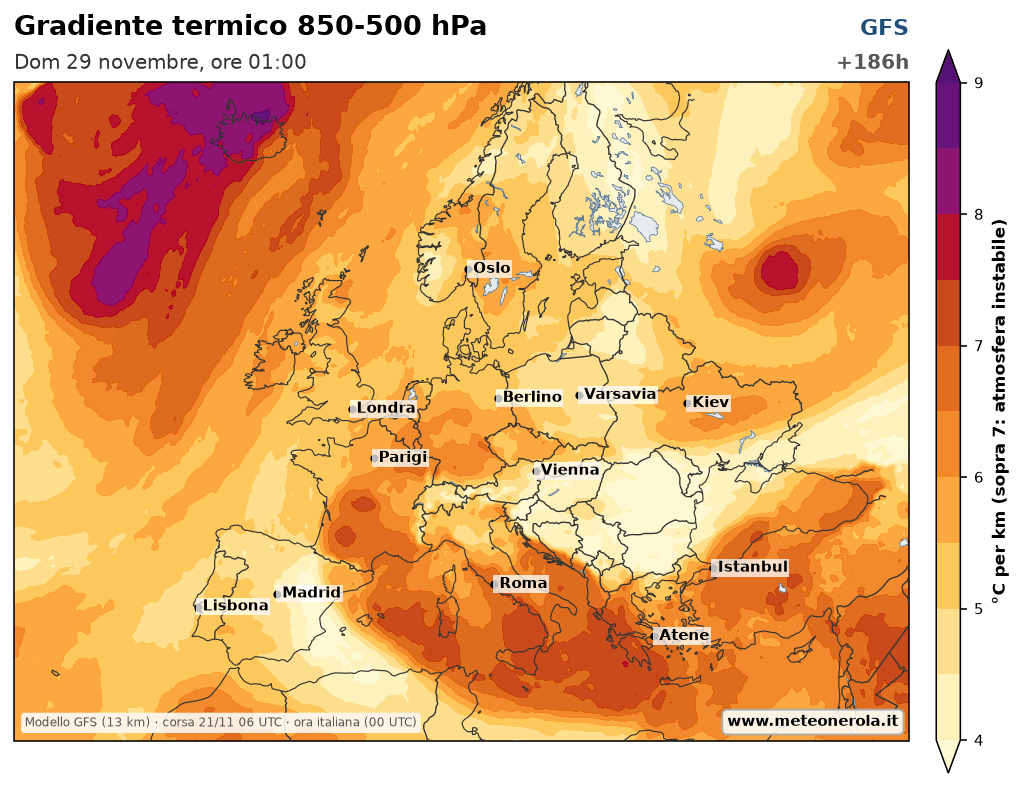 Gradiente termico 850-500 hPa
GFS
Dom 29 novembre, ore 01:00
+186h
Oslo
Berlino
Varsavia
Kiev
Londra
Parigi
Vienna
Istanbul
Madrid
Roma
Lisbona
Atene
Modello GFS (13 km) · corsa 21/11 06 UTC · ora italiana (00 UTC)
www.meteonerola.it
9
8
7
6
5
4
°C per km (sopra 7: atmosfera instabile)